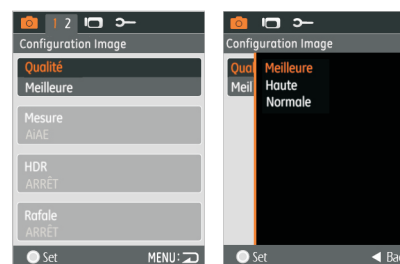 1 2
Configuration Image
Qualité
Meilleure
Mesure
AiAE
HDR
ARRÊT
Rafale
ARRÊT
Set MENU:
Configuration Image
Qual
Meil
Meilleure
Haute
Normale
Set Bac